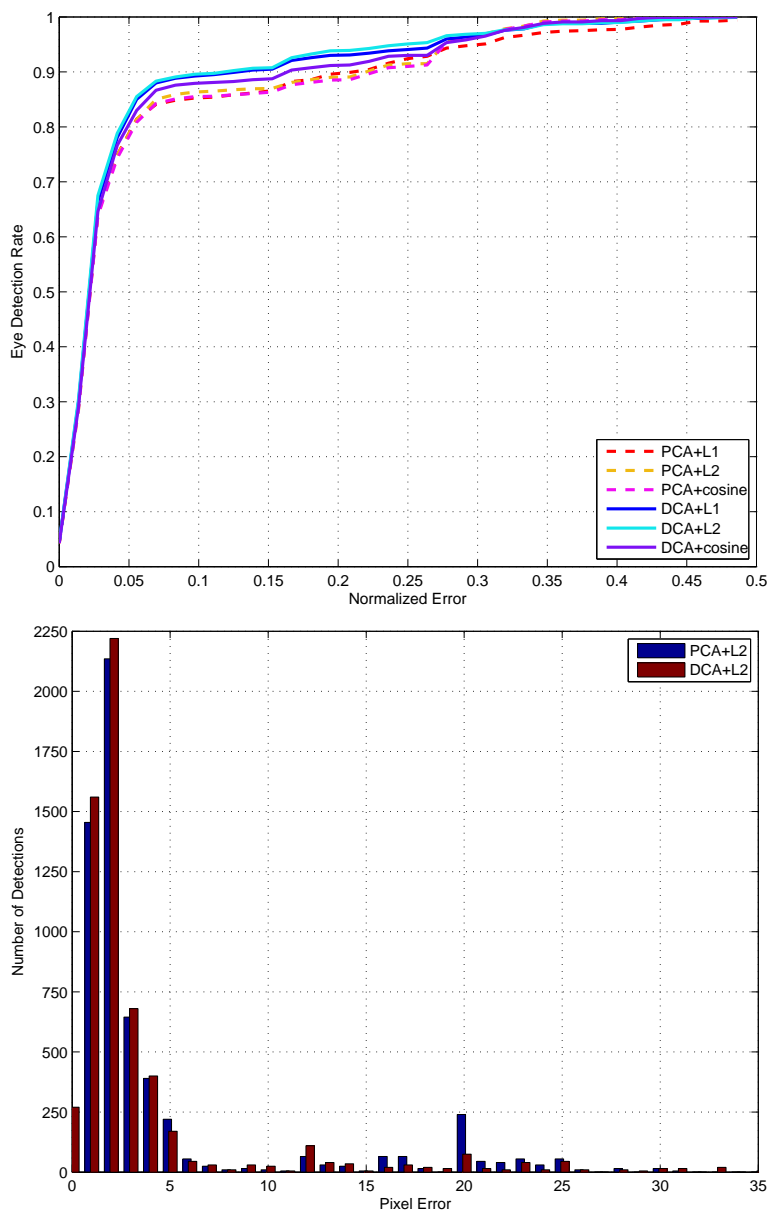 1
0.9
0.8
0.7
0.6
0.5
0.4
0.3
0.2
0.1
0
Eye Detection Rate
PCA+L1
PCA+L2
PCA+cosine
DCA+L1
DCA+L2
DCA+cosine
0 0.05 0.1 0.15 0.2 0.25 0.3 0.35 0.4 0.45 0.5
Normalized Error
2250
2000
1750
1500
1250
1000
750
500
250
0
Number of Detections
PCA+L2
DCA+L2
0 5 10 15 20 25 30 35
Pixel Error